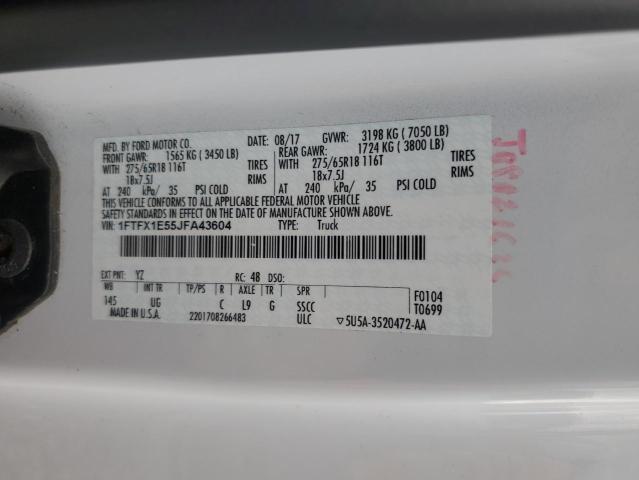 MFD. BY FORD MOTOR CO. DATE: 08/17 GVWR: 3198 KG ( 7050 LB)
FRONT GAWR: 1565 KG ( 3450 LB) REAR GAWR: 1724 KG ( 3800 LB)
WITH 275/65R18 116T TIRES WITH 275/65R18 116T TIRES
18x7.5J RIMS 18x7.5J RIMS
AT 240 kPa/ 35 PSI COLD AT 240 kPa/ 35 PSI COLD
THIS VEHICLE CONFORMS TO ALL APPLICABLE FEDERAL MOTOR VEHICLE
SAFETY STANDARDS IN EFFECT ON THE DATE OF MANUFACTURE SHOWN ABOVE.
VIN: 1FTFX1E55JFA43604 TYPE: Truck
EXT PNT: YZ RC: 48 DSO:
WB INT TR TP/PS R AXLE TR SPR F0104
145 UG C L9 G SSCC T0699
MADE IN U.S.A. 2201708266483 ULC ▽5U5A-3520472-AA